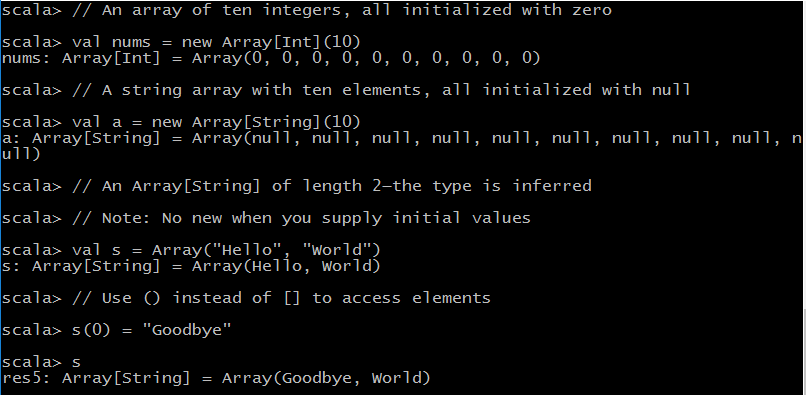 scala> // An array of ten integers, all initialized with zero
scala> val nums = new Array[Int](10)
nums: Array[Int] = Array(0, 0, 0, 0, 0, 0, 0, 0, 0, 0)
scala> // A string array with ten elements, all initialized with null
scala> val a = new Array[String](10)
a: Array[String] = Array(null, null, null, null, null, null, null, null, null, n
ull)
scala> // An Array[String] of length 2—the type is inferred
scala> // Note: No new when you supply initial values
scala> val s = Array("Hello", "World")
s: Array[String] = Array(Hello, World)
scala> // Use () instead of [] to access elements
scala> s(0) = "Goodbye"
scala> s
res5: Array[String] = Array(Goodbye, World)